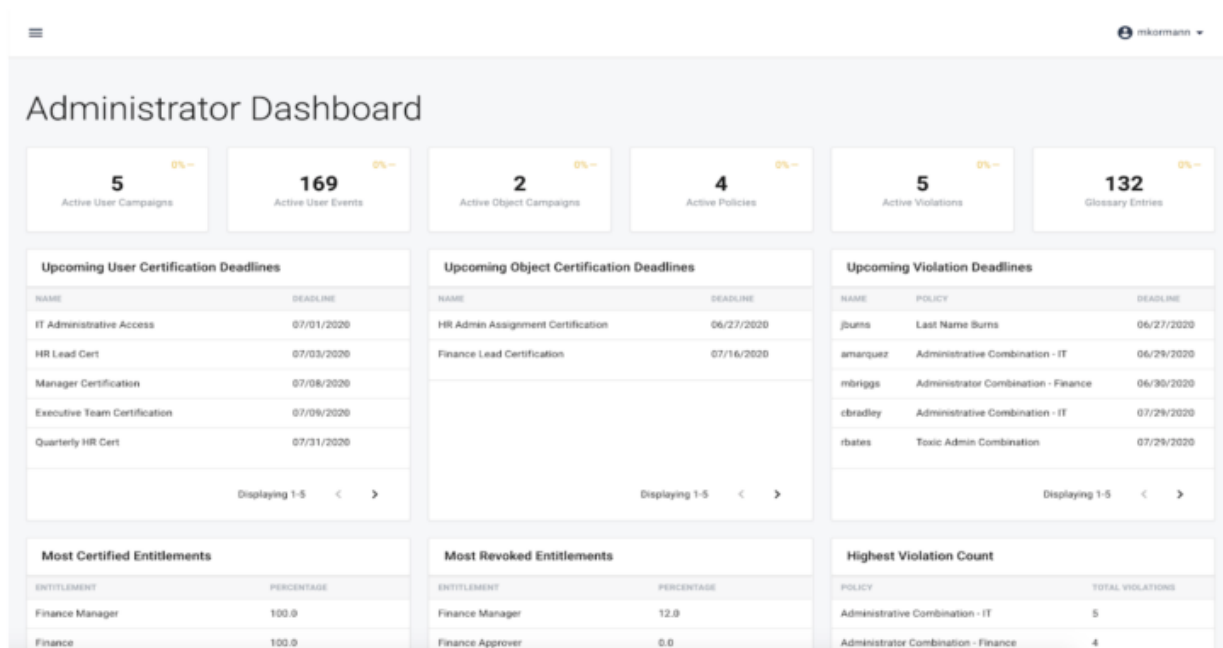 mkormann
Administrator Dashboard
0% —
5
Active User Campaigns
0% —
169
Active User Events
0% —
2
Active Object Campaigns
0% —
4
Active Policies
0% —
5
Active Violations
0% —
132
Glossary Entries
Upcoming User Certification Deadlines
NAME DEADLINE
IT Administrative Access 07/01/2020
HR Lead Cert 07/03/2020
Manager Certification 07/08/2020
Executive Team Certification 07/09/2020
Quarterly HR Cert 07/31/2020
Displaying 1-5 < >
Upcoming Object Certification Deadlines
NAME DEADLINE
HR Admin Assignment Certification 06/27/2020
Finance Lead Certification 07/16/2020
Displaying 1-5 < >
Upcoming Violation Deadlines
NAME POLICY DEADLINE
jburns Last Name Burns 06/27/2020
amarquez Administrative Combination - IT 06/29/2020
mbriggs Administrator Combination - Finance 06/30/2020
cbradley Administrative Combination - IT 07/29/2020
rbates Toxic Admin Combination 07/29/2020
Displaying 1-5 < >
Most Certified Entitlements
ENTITLEMENT PERCENTAGE
Finance Manager 100.0
Finance 100.0
Most Revoked Entitlements
ENTITLEMENT PERCENTAGE
Finance Manager 12.0
Finance Approver 0.0
Highest Violation Count
POLICY TOTAL VIOLATIONS
Administrative Combination - IT 5
Administrator Combination - Finance 4